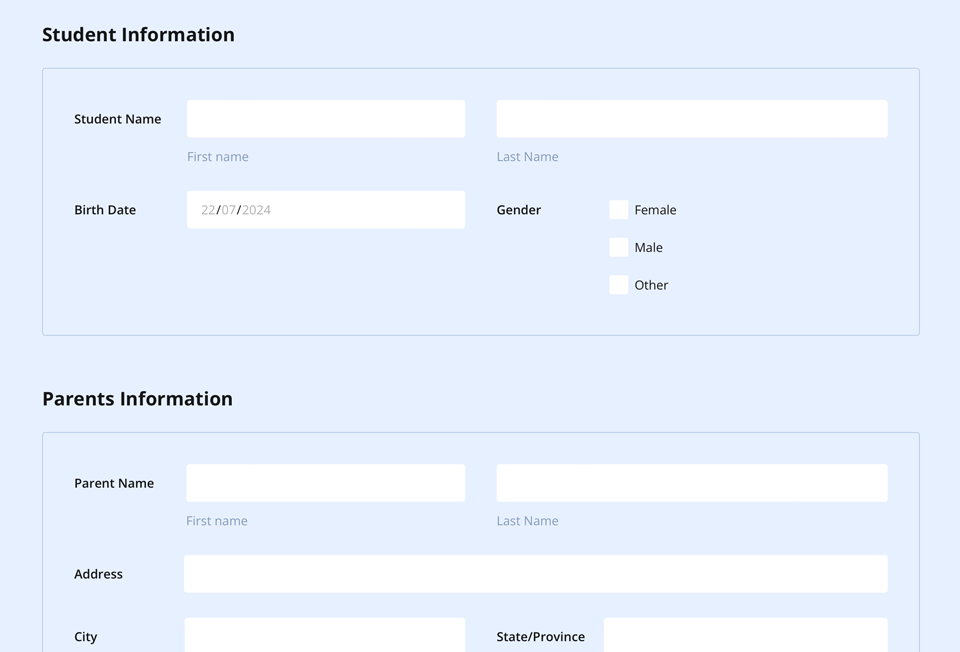 Student Information
Student Name
First name
Last Name
Birth Date
22/07/2024
Gender
Female
Male
Other
Parents Information
Parent Name
First name
Last Name
Address
City
State/Province